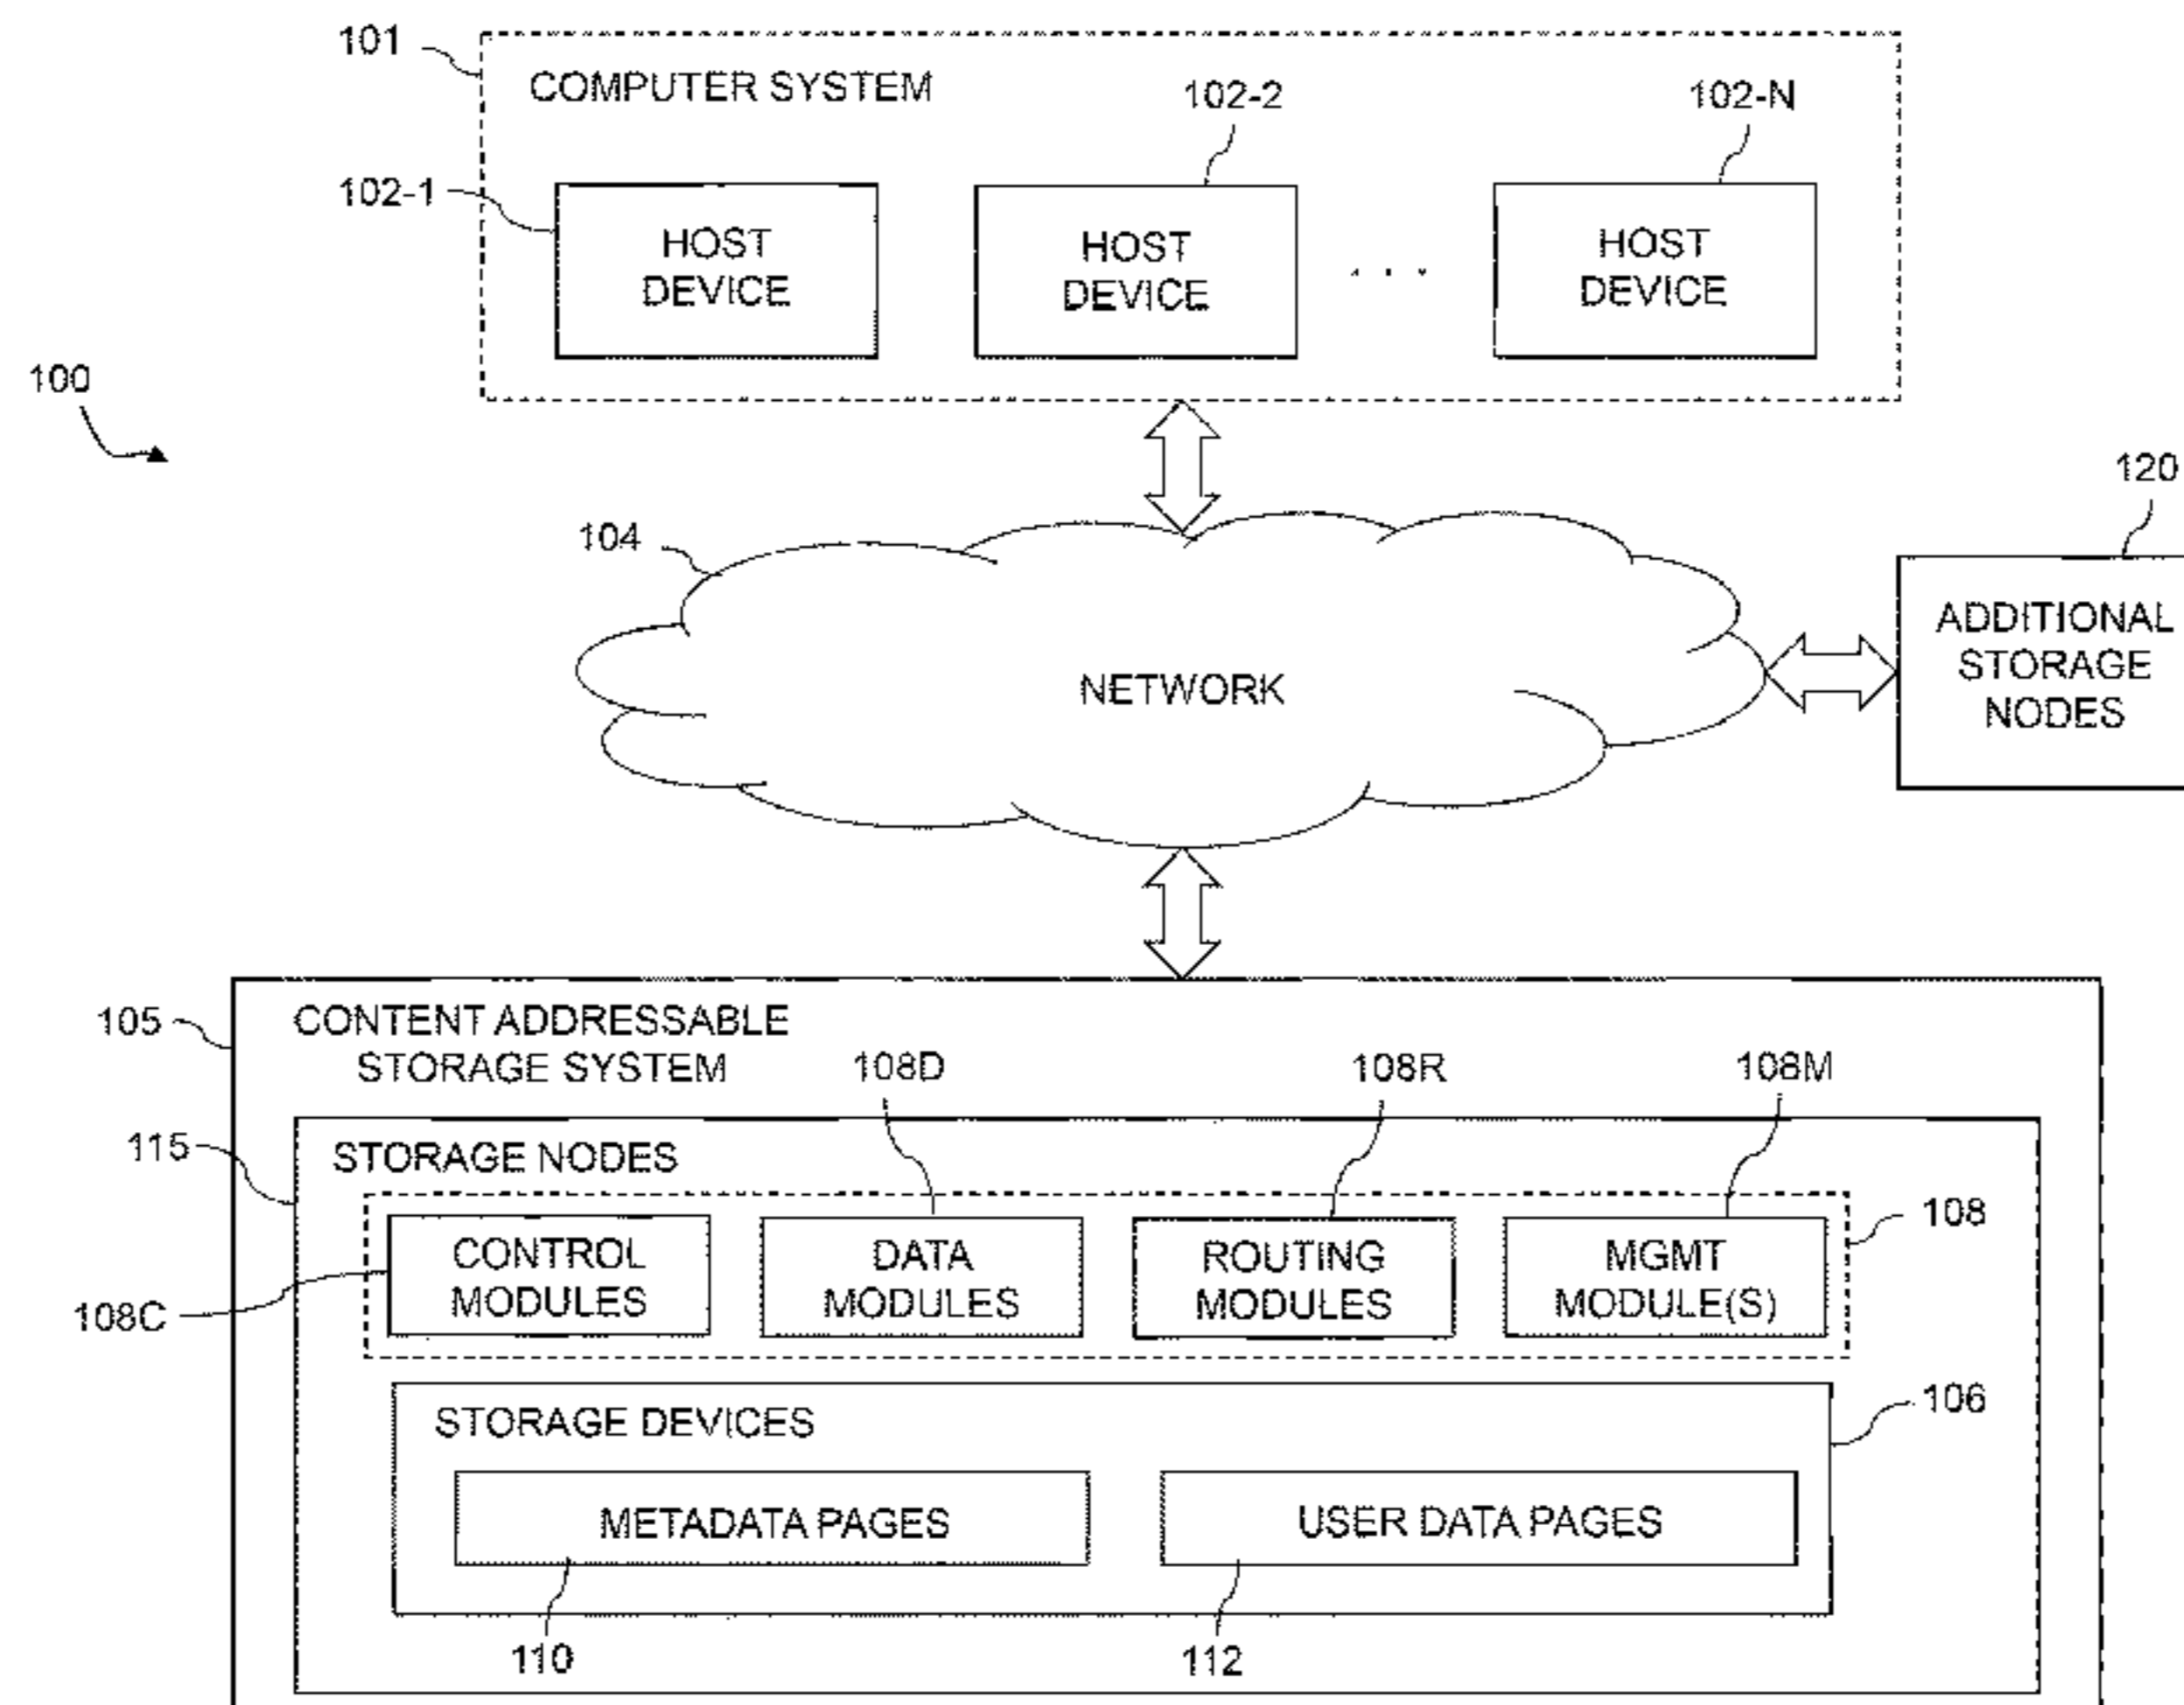 101
COMPUTER SYSTEM
102-2
102-N
102-1
HOST
DEVICE
HOST
DEVICE
. . .
HOST
DEVICE
100
104
NETWORK
120
ADDITIONAL
STORAGE
NODES
105
CONTENT ADDRESSABLE
STORAGE SYSTEM
108D
108R
108M
115
STORAGE NODES
108
CONTROL
MODULES
DATA
MODULES
ROUTING
MODULES
MGMT
MODULE(S)
108C
106
STORAGE DEVICES
METADATA PAGES
USER DATA PAGES
110
112